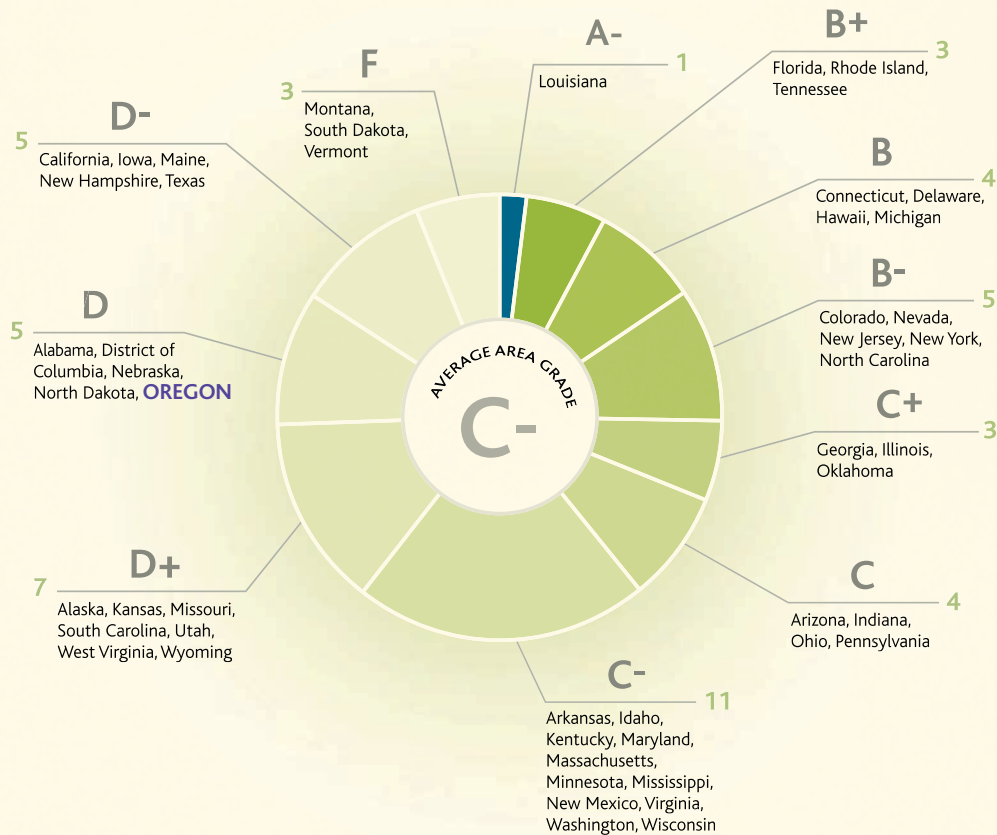 A-
1
Louisiana
B+
3
Florida, Rhode Island,
Tennessee
B
4
Connecticut, Delaware,
Hawaii, Michigan
B-
5
Colorado, Nevada,
New Jersey, New York,
North Carolina
C+
3
Georgia, Illinois,
Oklahoma
C
4
Arizona, Indiana,
Ohio, Pennsylvania
C-
11
Arkansas, Idaho,
Kentucky, Maryland,
Massachusetts,
Minnesota, Mississippi,
New Mexico, Virginia,
Washington, Wisconsin
D+
7
Alaska, Kansas, Missouri,
South Carolina, Utah,
West Virginia, Wyoming
D
5
Alabama, District of
Columbia, Nebraska,
North Dakota, OREGON
D-
5
California, Iowa, Maine,
New Hampshire, Texas
F
3
Montana,
South Dakota,
Vermont
AVERAGE AREA GRADE
C-